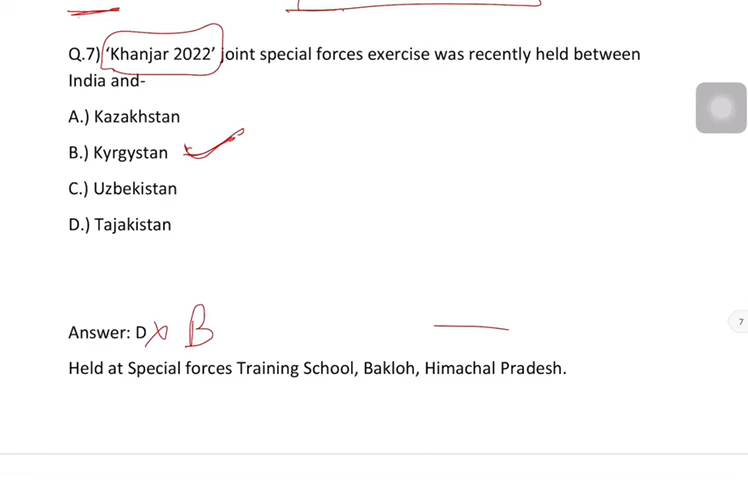 Q.7) ‘Khanjar 2022’ joint special forces exercise was recently held between
India and-
A.) Kazakhstan
B.) Kyrgystan
C.) Uzbekistan
D.) Tajakistan
Answer: D B
Held at Special forces Training School, Bakloh, Himachal Pradesh.
7